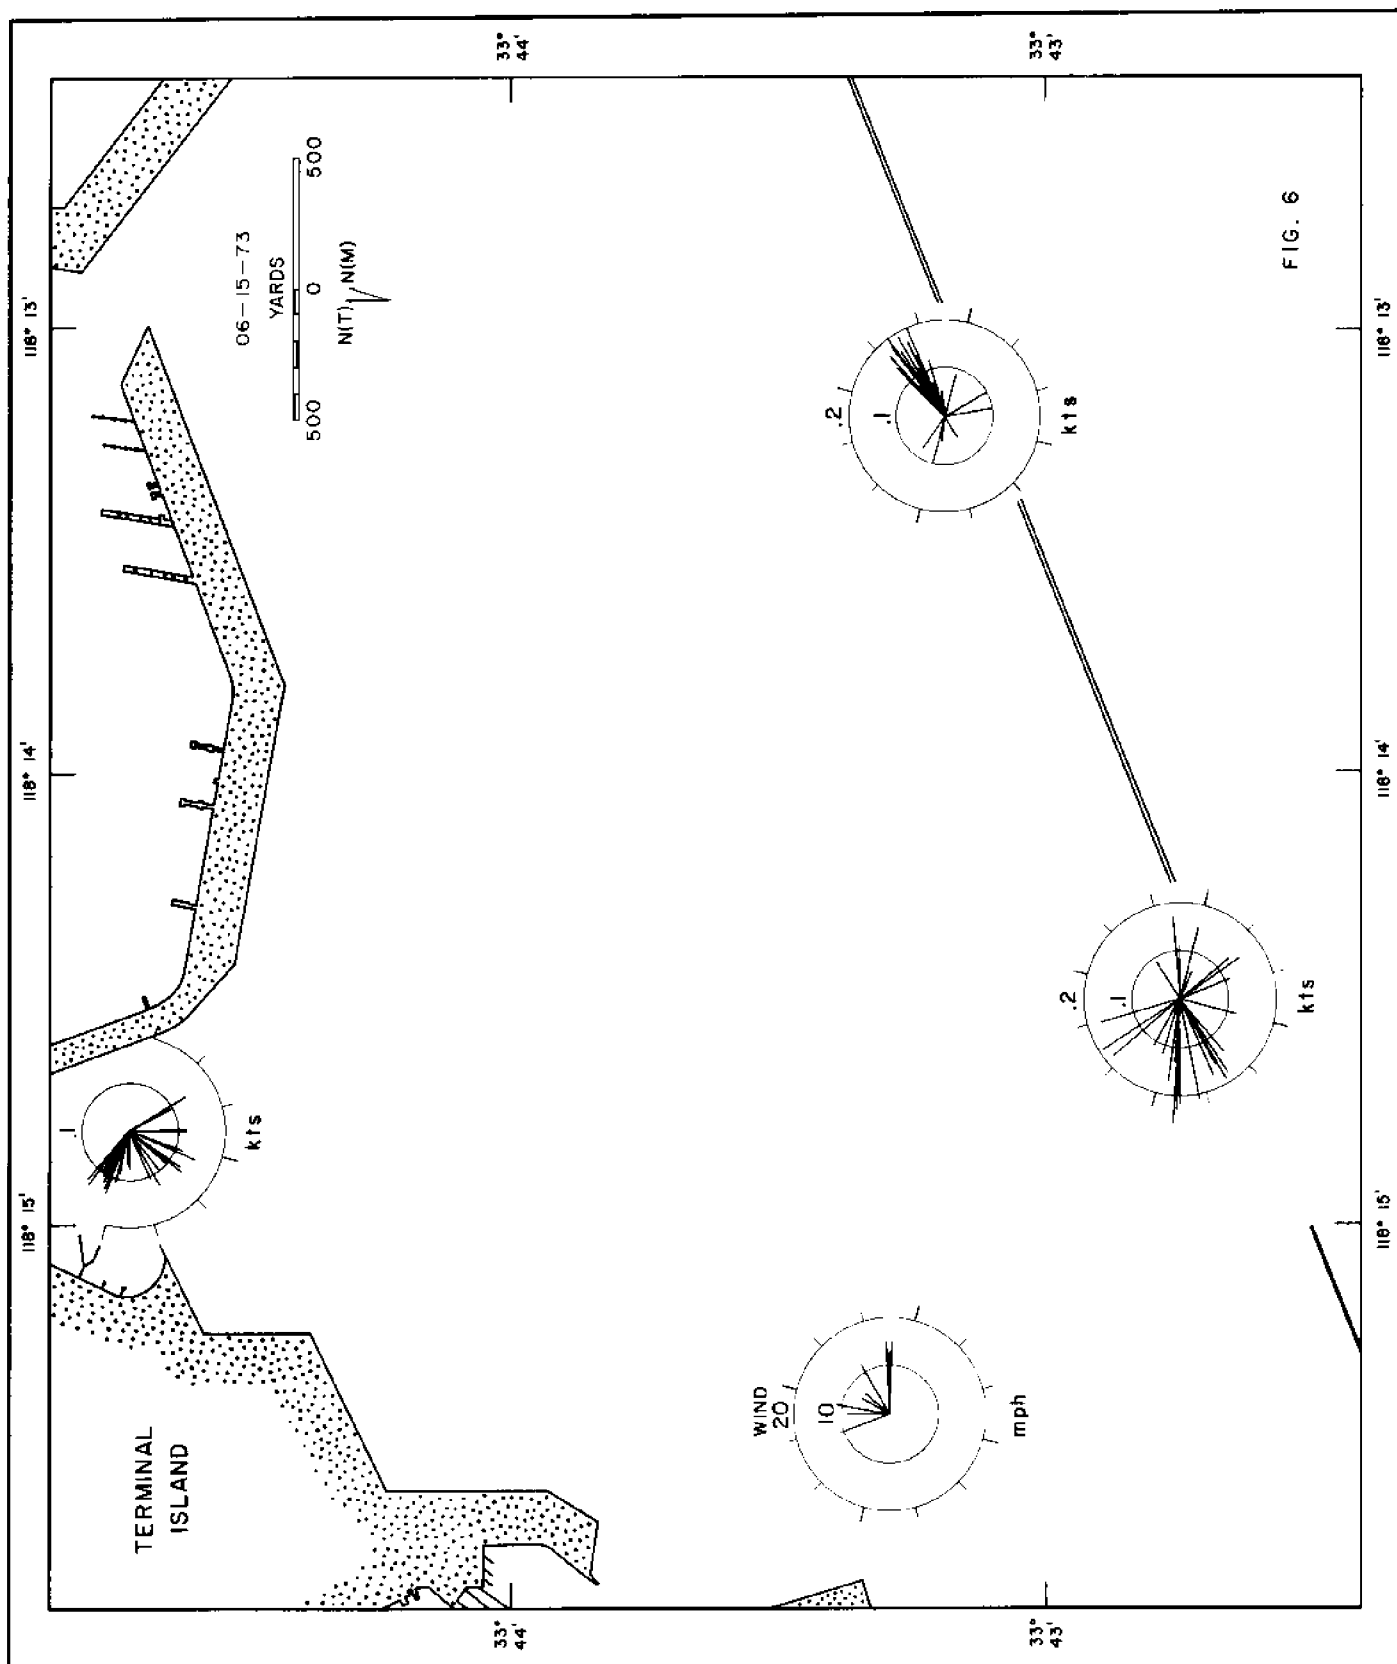 33°
44'
33°
43'
118° 13'
118° 14'
118° 15'
06-15-73
YARDS
500 0 500
N(T) N(M)
.1
kts
TERMINAL
ISLAND
WIND
20
10
mph
.2
.1
kts
.2
.1
kts
FIG. 6
118° 13'
118° 14'
118° 15'
33°
44'
33°
43'